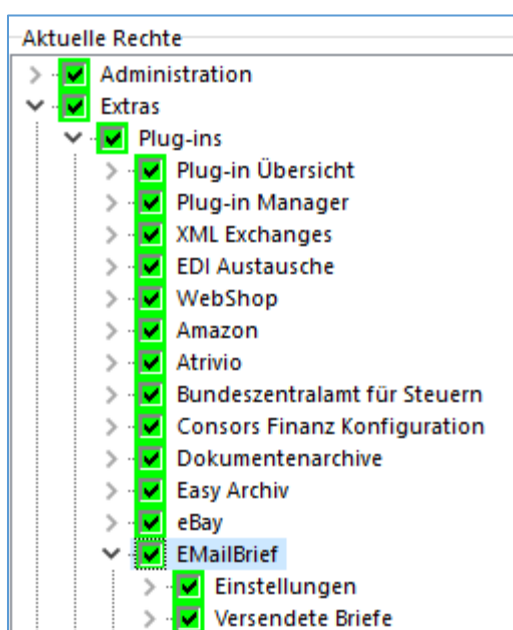 Aktuelle Rechte
Administration
Extras
Plug-ins
Plug-in Übersicht
Plug-in Manager
XML Exchanges
EDI Austausche
WebShop
Amazon
Atrivio
Bundeszentralamt für Steuern
Consors Finanz Konfiguration
Dokumentenarchive
Easy Archiv
eBay
EMailBrief
Einstellungen
Versendete Briefe